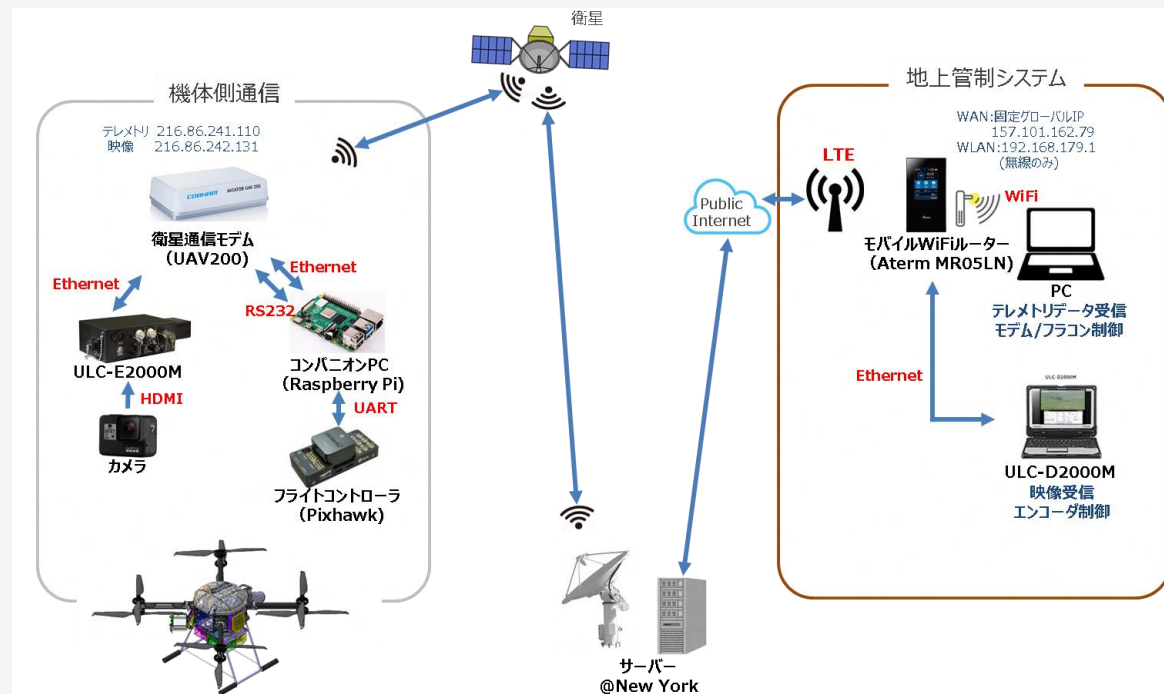 衛星
機体側通信
テレメトリ 216.86.241.110
映像 216.86.242.131
COBHAM
AVIATOR UAV 200
衛星通信モデム
(UAV200)
Ethernet
Ethernet
RS232
ULC-E2000M
コンパニオンPC
(Raspberry Pi)
HDMI
UART
カメラ
フライトコントローラ
(Pixhawk)
サーバー
@New York
Public
Internet
地上管制システム
WAN:固定グローバルIP
157.101.162.79
WLAN:192.168.179.1
(無線のみ)
LTE
WiFi
モバイルWiFiルーター
(Aterm MR05LN)
PC
テレメトリデータ受信
モデム/フラコン制御
Ethernet
ULC-D2000M
ULC-D2000M
映像受信
エンコーダ制御